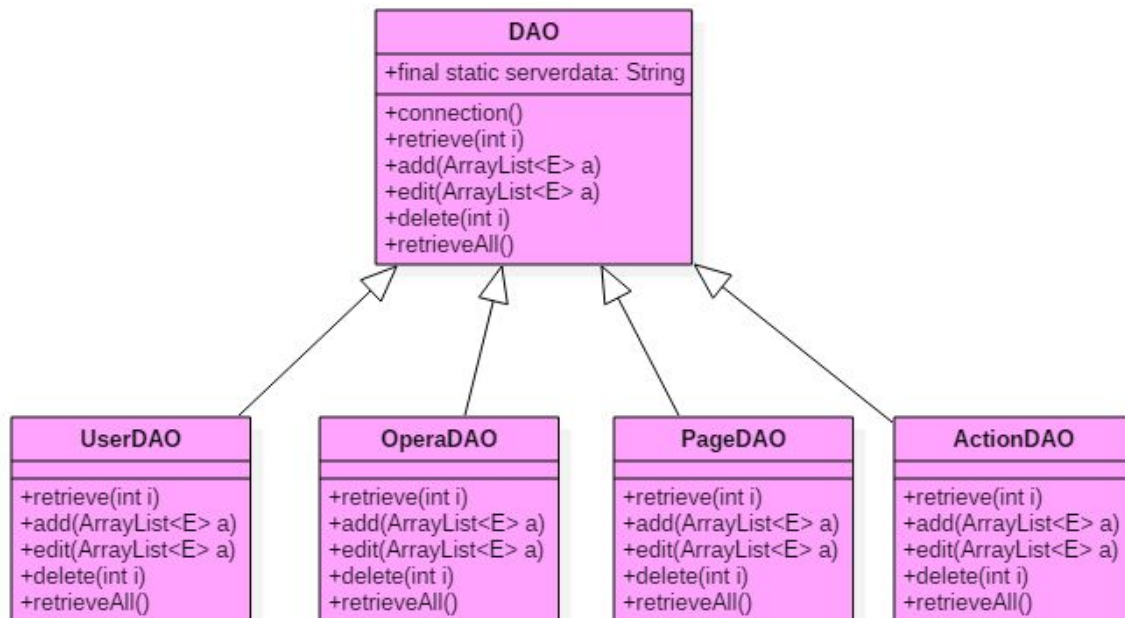 DAO
+final static serverdata: String
+connection()
+retrieve(int i)
+add(ArrayList<E> a)
+edit(ArrayList<E> a)
+delete(int i)
+retrieveAll()
UserDAO
+retrieve(int i)
+add(ArrayList<E> a)
+edit(ArrayList<E> a)
+delete(int i)
+retrieveAll()
OperaDAO
+retrieve(int i)
+add(ArrayList<E> a)
+edit(ArrayList<E> a)
+delete(int i)
+retrieveAll()
PageDAO
+retrieve(int i)
+add(ArrayList<E> a)
+edit(ArrayList<E> a)
+delete(int i)
+retrieveAll()
ActionDAO
+retrieve(int i)
+add(ArrayList<E> a)
+edit(ArrayList<E> a)
+delete(int i)
+retrieveAll()